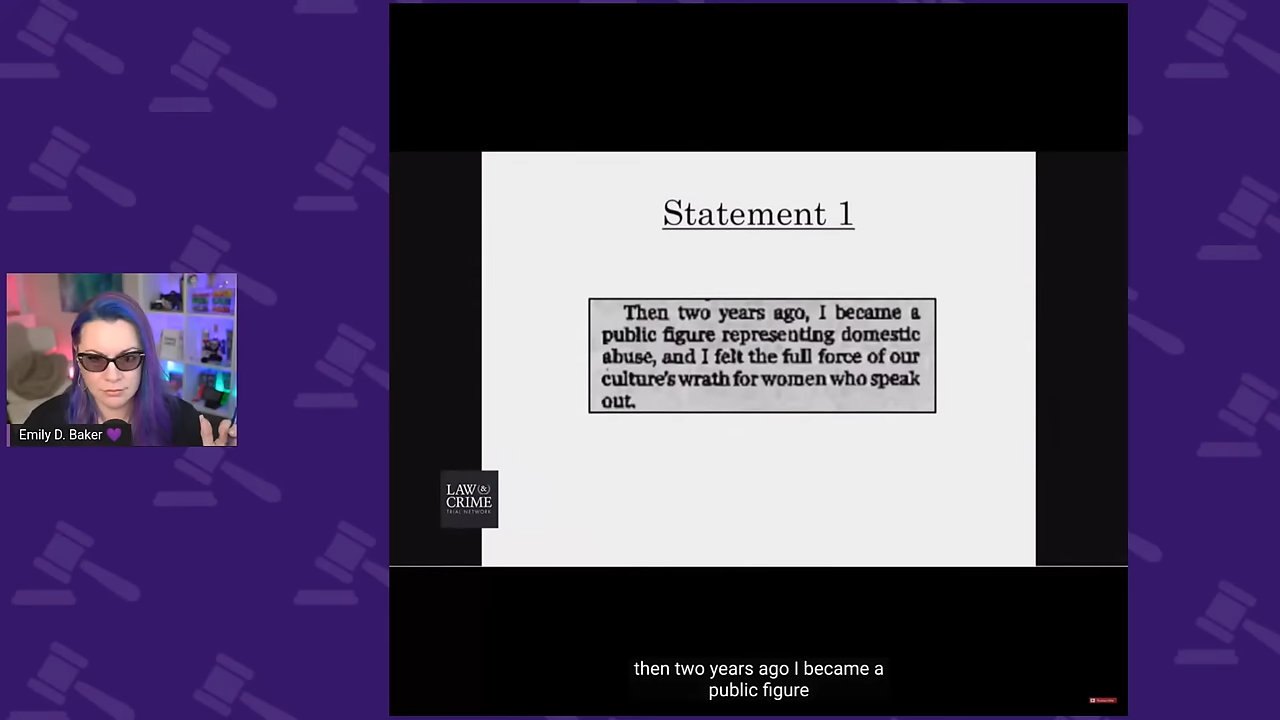 Statement 1
Then two years ago, I became a
public figure representing domestic
abuse, and I felt the full force of our
culture's wrath for women who speak
out.
Emily D. Baker 💜
LAW (&)
CRIME
TRIAL NETWORK
then two years ago I became a
public figure